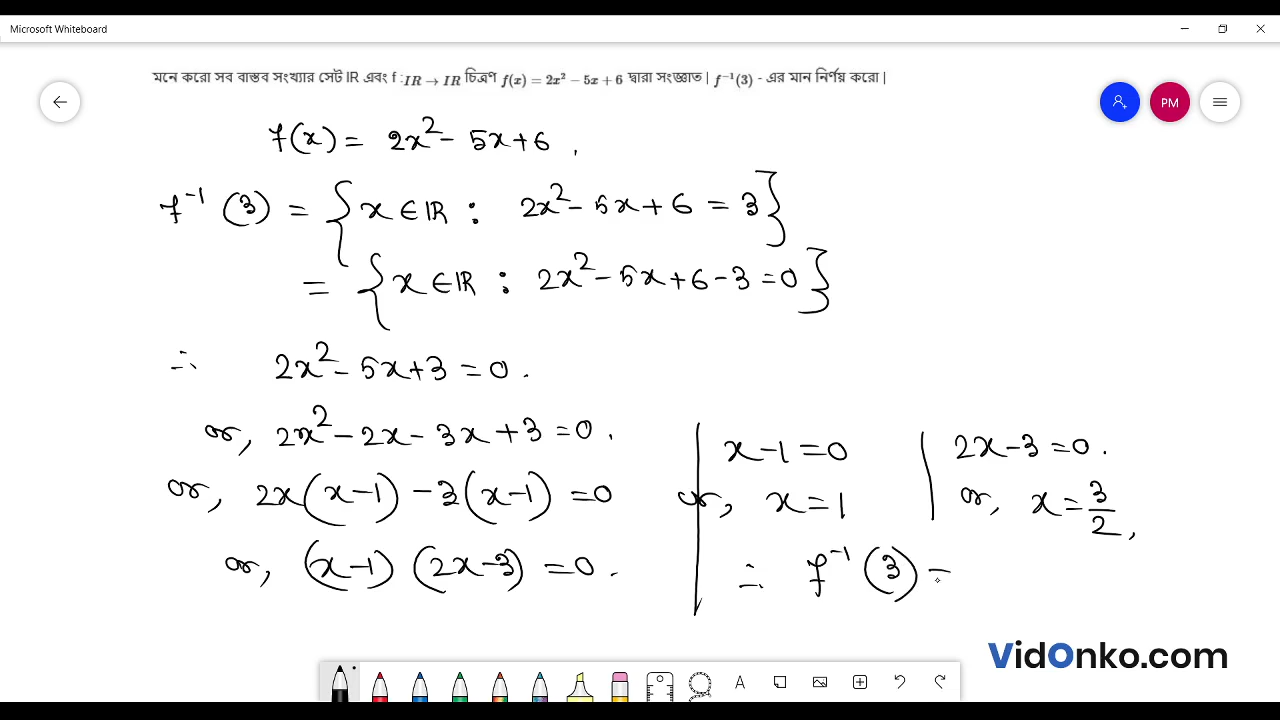 Microsoft Whiteboard
মনে করো সব বাস্তব সংখ্যার সেট IR এবং f : IR → IR চিত্রণ f(x) = 2x² − 5x + 6 দ্বারা সংজ্ঞাত | f⁻¹(3) - এর মান নির্ণয় করো |
PM
f(x) = 2x² − 5x + 6 ,
f⁻¹ (3) = { x ∈ IR : 2x² − 5x + 6 = 3 }
= { x ∈ IR : 2x² − 5x + 6 − 3 = 0 }
∴ 2x² − 5x + 3 = 0 .
or, 2x² − 2x − 3x + 3 = 0 .
or, 2x (x − 1) − 3 (x − 1) = 0
or, (x − 1) (2x − 3) = 0 .
x − 1 = 0
or, x = 1
2x − 3 = 0 .
or, x = 3/2 ,
∴ f⁻¹ (3) =
VidOnko.com
A